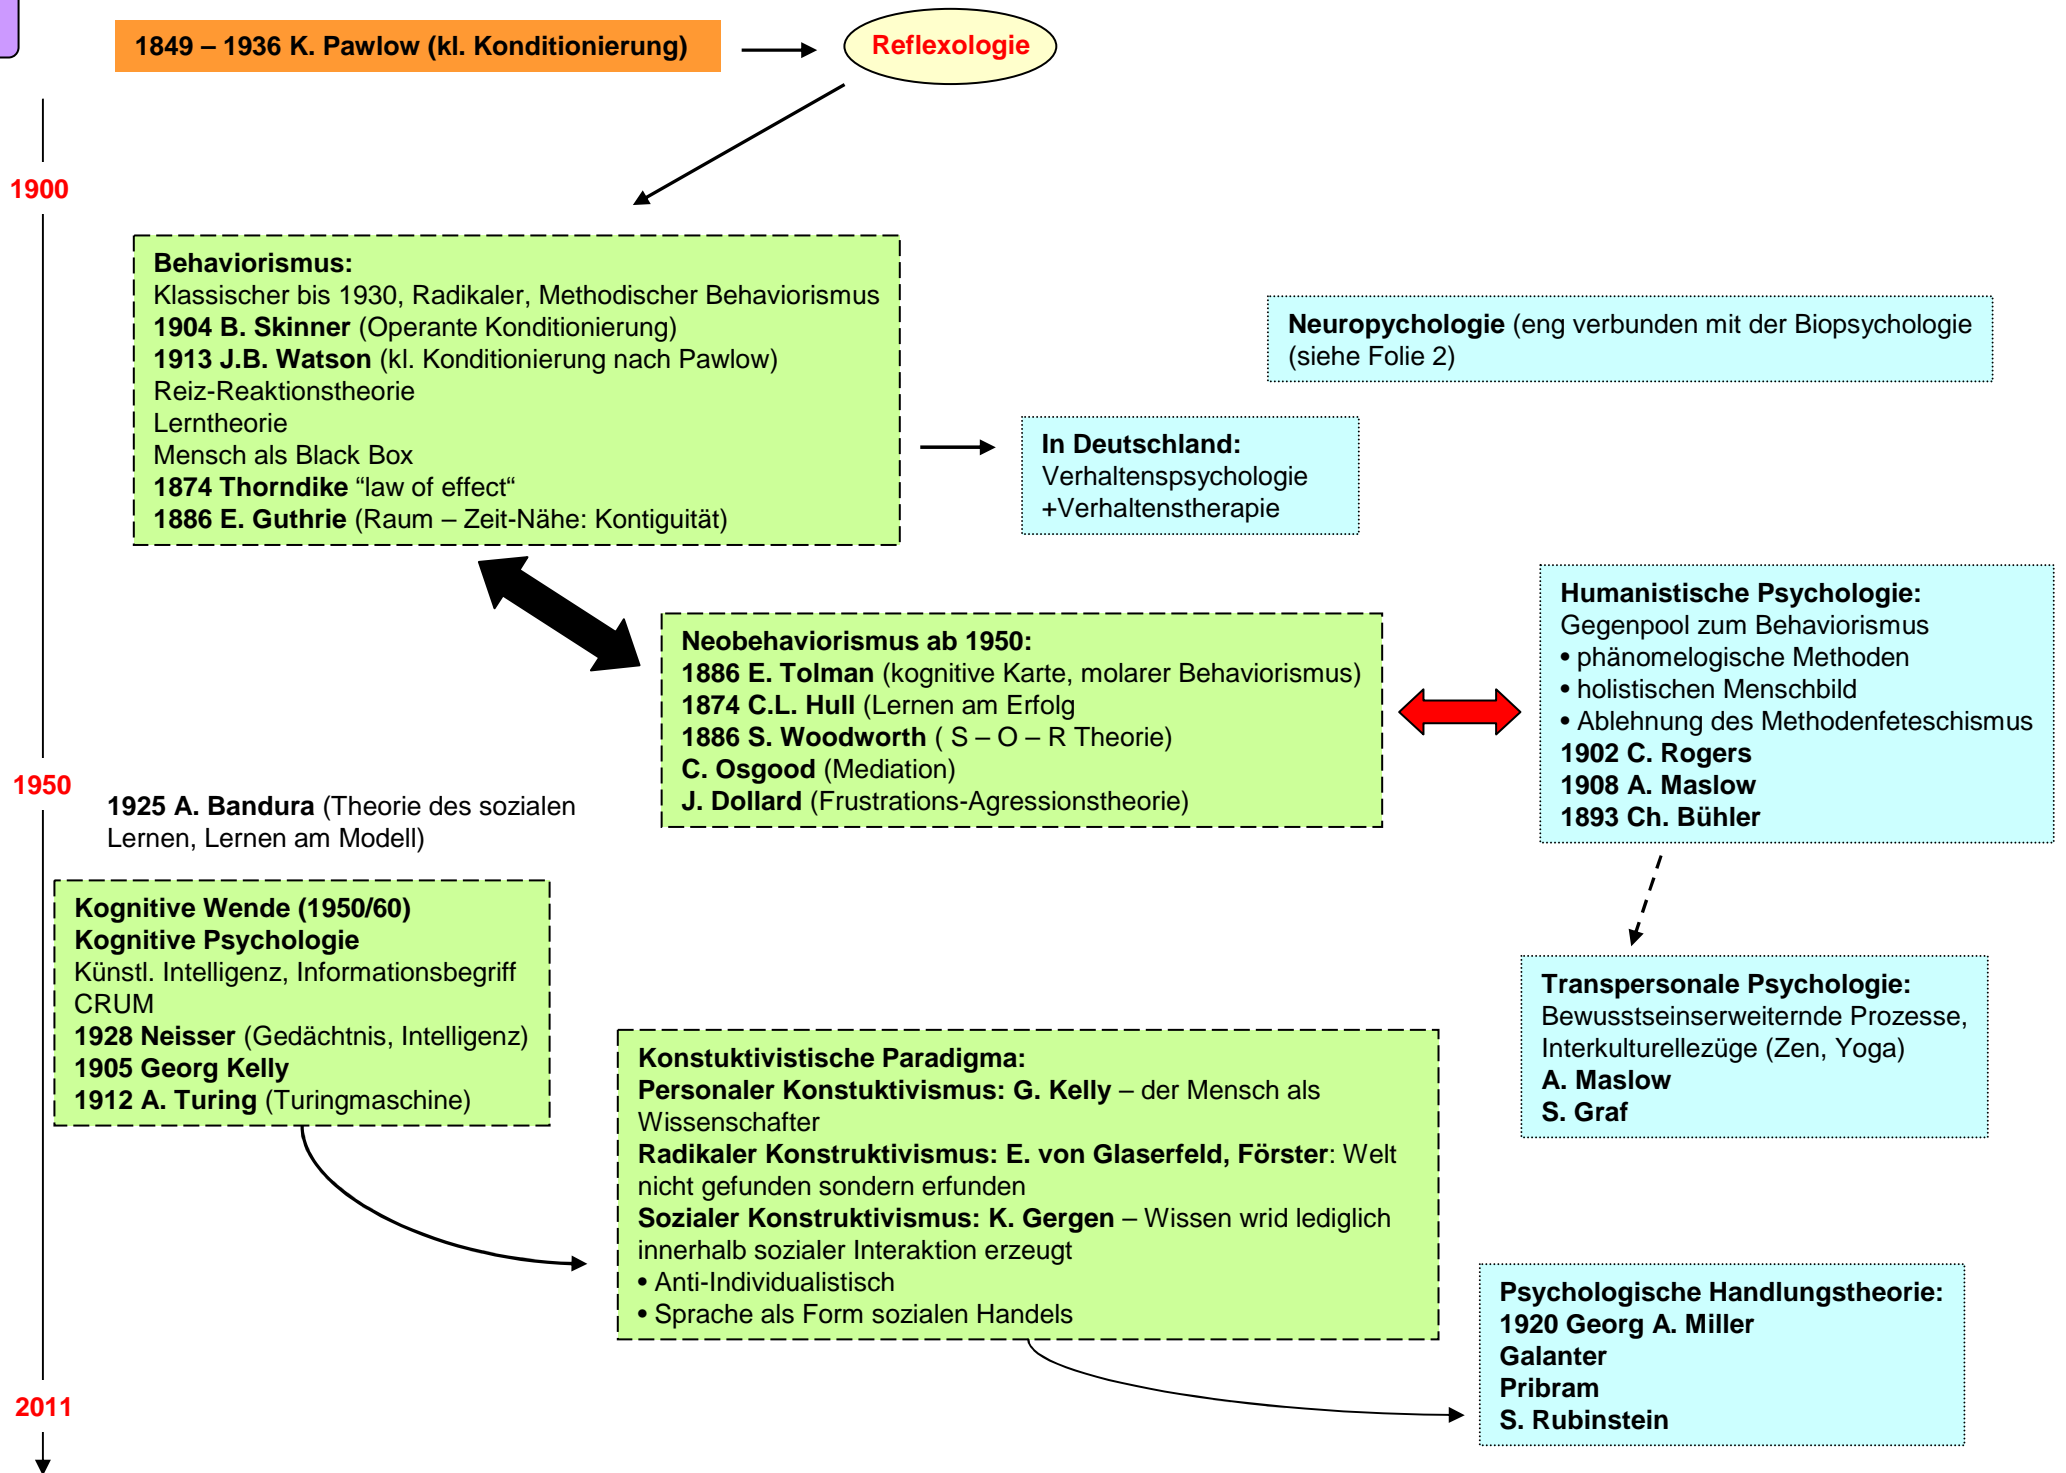 1849 – 1936 K. Pawlow (kl. Konditionierung)
Reflexologie
1900
Behaviorismus:
Klassischer bis 1930, Radikaler, Methodischer Behaviorismus
1904 B. Skinner (Operante Konditionierung)
1913 J.B. Watson (kl. Konditionierung nach Pawlow)
Reiz-Reaktionstheorie
Lerntheorie
Mensch als Black Box
1874 Thorndike “law of effect“
1886 E. Guthrie (Raum – Zeit-Nähe: Kontiguität)
Neuropychologie (eng verbunden mit der Biopsychologie
(siehe Folie 2)
In Deutschland:
Verhaltenspsychologie
+Verhaltenstherapie
Neobehaviorismus ab 1950:
1886 E. Tolman (kognitive Karte, molarer Behaviorismus)
1874 C.L. Hull (Lernen am Erfolg
1886 S. Woodworth ( S – O – R Theorie)
C. Osgood (Mediation)
J. Dollard (Frustrations-Agressionstheorie)
Humanistische Psychologie:
Gegenpool zum Behaviorismus
• phänomelogische Methoden
• holistischen Menschbild
• Ablehnung des Methodenfeteschismus
1902 C. Rogers
1908 A. Maslow
1893 Ch. Bühler
1950
1925 A. Bandura (Theorie des sozialen
Lernen, Lernen am Modell)
Kognitive Wende (1950/60)
Kognitive Psychologie
Künstl. Intelligenz, Informationsbegriff
CRUM
1928 Neisser (Gedächtnis, Intelligenz)
1905 Georg Kelly
1912 A. Turing (Turingmaschine)
Transpersonale Psychologie:
Bewusstseinserweiternde Prozesse,
Interkulturellezüge (Zen, Yoga)
A. Maslow
S. Graf
Konstuktivistische Paradigma:
Personaler Konstuktivismus: G. Kelly – der Mensch als
Wissenschafter
Radikaler Konstruktivismus: E. von Glaserfeld, Förster: Welt
nicht gefunden sondern erfunden
Sozialer Konstruktivismus: K. Gergen – Wissen wrid lediglich
innerhalb sozialer Interaktion erzeugt
• Anti-Individualistisch
• Sprache als Form sozialen Handels
Psychologische Handlungstheorie:
1920 Georg A. Miller
Galanter
Pribram
S. Rubinstein
2011